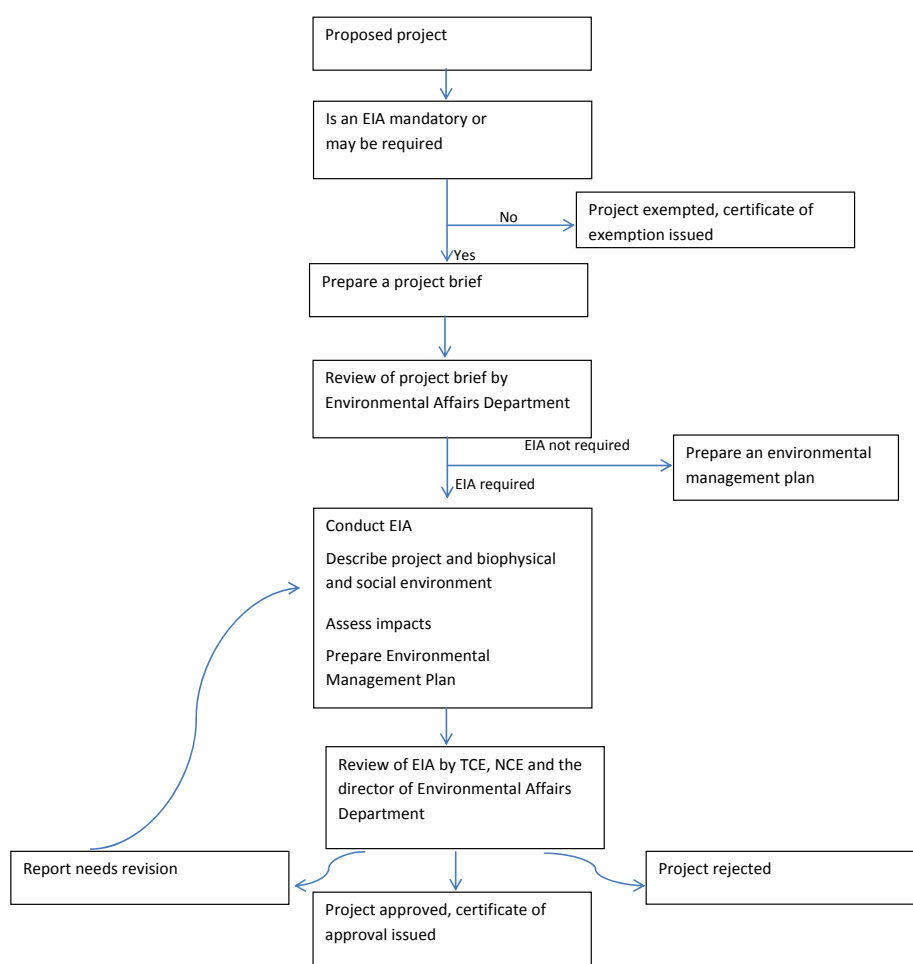 Proposed project
Is an EIA mandatory or
may be required
No
Project exempted, certificate of
exemption issued
Yes
Prepare a project brief
Review of project brief by
Environmental Affairs Department
EIA not required
Prepare an environmental
management plan
EIA required
Conduct EIA
Describe project and biophysical
and social environment
Assess impacts
Prepare Environmental
Management Plan
Review of EIA by TCE, NCE and the
director of Environmental Affairs
Department
Report needs revision
Project rejected
Project approved, certificate of
approval issued